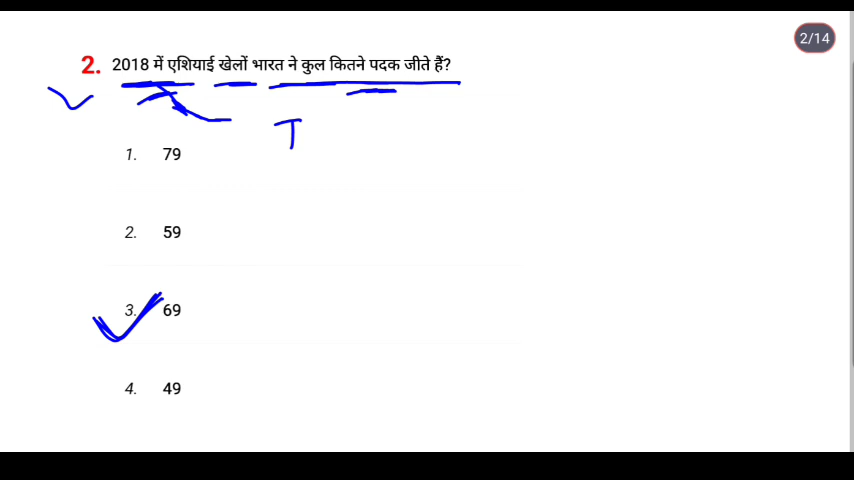 2/14
2. 2018 में एशियाई खेलों भारत ने कुल कितने पदक जीते हैं?
T
1. 79
2. 59
3. 69
4. 49